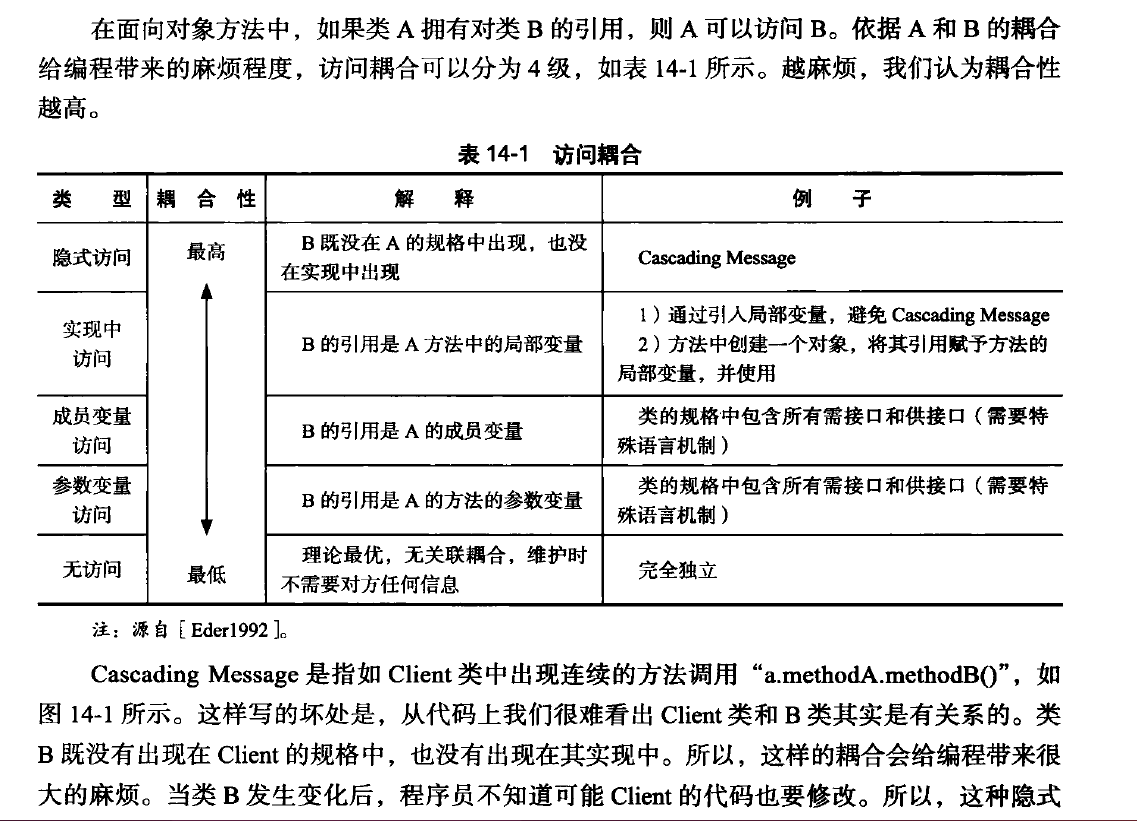 在面向对象方法中，如果类 A 拥有对类 B 的引用，则 A 可以访问 B。依据 A 和 B 的耦合
给编程带来的麻烦程度，访问耦合可以分为 4 级，如表 14-1 所示。越麻烦，我们认为耦合性
越高。
表 14-1 访问耦合
类 型 耦 合 性 解 释 例 子
隐式访问
最高
B 既没在 A 的规格中出现，也没
在实现中出现
Cascading Message
实现中
访问
B 的引用是 A 方法中的局部变量
1）通过引入局部变量，避免 Cascading Message
2）方法中创建一个对象，将其引用赋予方法的
局部变量，并使用
成员变量
访问
B 的引用是 A 的成员变量
类的规格中包含所有需接口和供接口（需要特
殊语言机制）
参数变量
访问
B 的引用是 A 的方法的参数变量
类的规格中包含所有需接口和供接口（需要特
殊语言机制）
无访问
最低
理论最优，无关联耦合，维护时
不需要对方任何信息
完全独立
注：源自［Eder1992］。
Cascading Message 是指如 Client 类中出现连续的方法调用“a.methodA.methodB()”，如
图 14-1 所示。这样写的坏处是，从代码上我们很难看出 Client 类和 B 类其实是有关系的。类
B 既没有出现在 Client 的规格中，也没有出现在其实现中。所以，这样的耦合会给编程带来很
大的麻烦。当类 B 发生变化后，程序员不知道可能 Client 的代码也要修改。所以，这种隐式